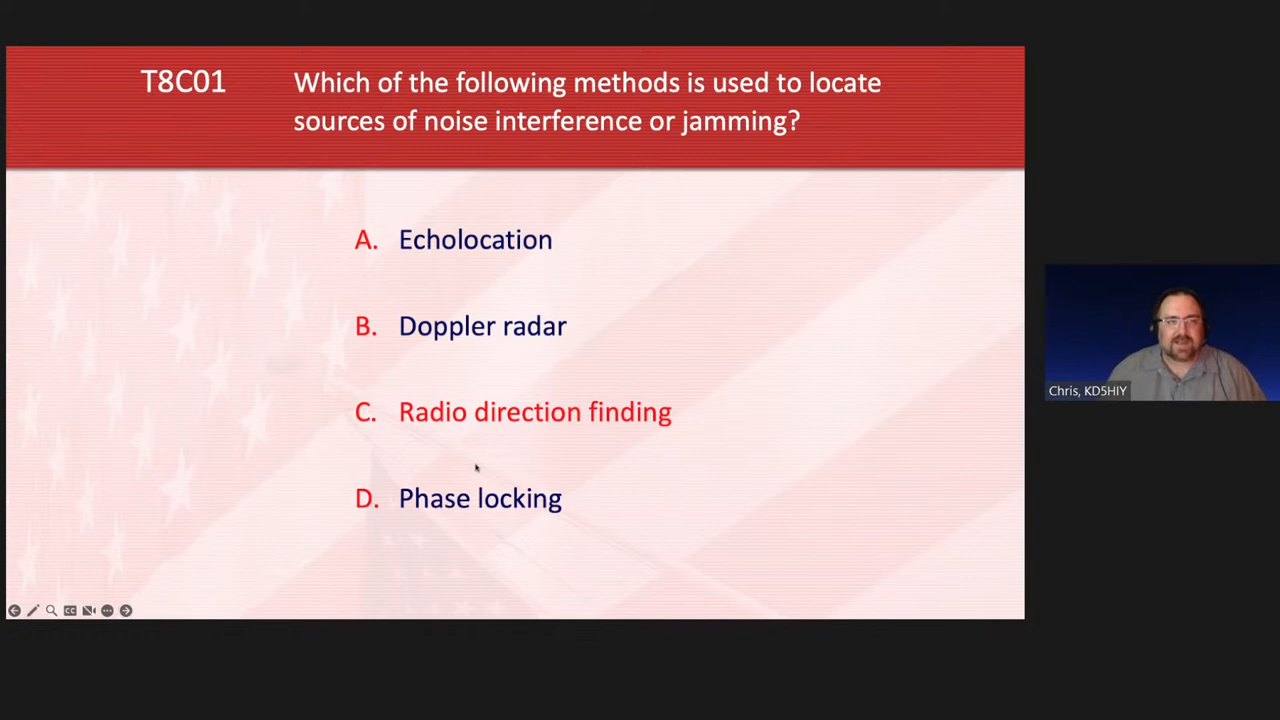 T8C01
Which of the following methods is used to locate
sources of noise interference or jamming?
A. Echolocation
B. Doppler radar
C. Radio direction finding
D. Phase locking
CC
Chris, KD5HIY